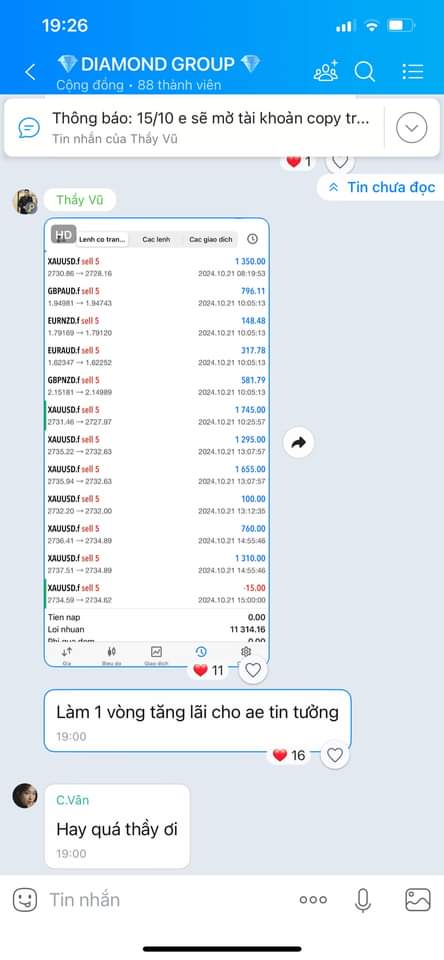 19:26
💎 DIAMOND GROUP 💎
Cộng đồng • 88 thành viên
Thông báo: 15/10 e sẽ mở tài khoản copy tr...
Tin nhắn của Thầy Vũ
1
Tin chưa đọc
Thầy Vũ
HD
Lenh co tran... Cac lenh Cac giao dich
XAUUSD.f sell 5 1 350.00
2730.86 → 2728.16 2024.10.21 08:19:53
GBPAUD.f sell 5 796.11
1.94981 → 1.94743 2024.10.21 10:05:13
EURNZD.f sell 5 148.48
1.79169 → 1.79120 2024.10.21 10:05:13
EURAUD.f sell 5 317.78
1.62347 → 1.62252 2024.10.21 10:05:13
GBPNZD.f sell 5 581.79
2.15181 → 2.14989 2024.10.21 10:05:13
XAUUSD.f sell 5 1 745.00
2731.46 → 2727.97 2024.10.21 10:25:57
XAUUSD.f sell 5 1 295.00
2735.22 → 2732.63 2024.10.21 13:07:57
XAUUSD.f sell 5 1 655.00
2735.94 → 2732.63 2024.10.21 13:07:57
XAUUSD.f sell 5 100.00
2732.20 → 2732.00 2024.10.21 13:12:35
XAUUSD.f sell 5 760.00
2736.41 → 2734.89 2024.10.21 14:55:46
XAUUSD.f sell 5 1 310.00
2737.51 → 2734.89 2024.10.21 14:55:46
XAUUSD.f sell 5 -15.00
2734.59 → 2734.62 2024.10.21 15:00:00
Tien nap 0.00
Loi nhuan 11 314.16
Phi qua dem 0.00
Gia Bieu do Giao dich
11
Làm 1 vòng tăng lãi cho ae tin tưởng
19:00
16
C.Vân
Hay quá thầy ơi
19:00
Tin nhắn